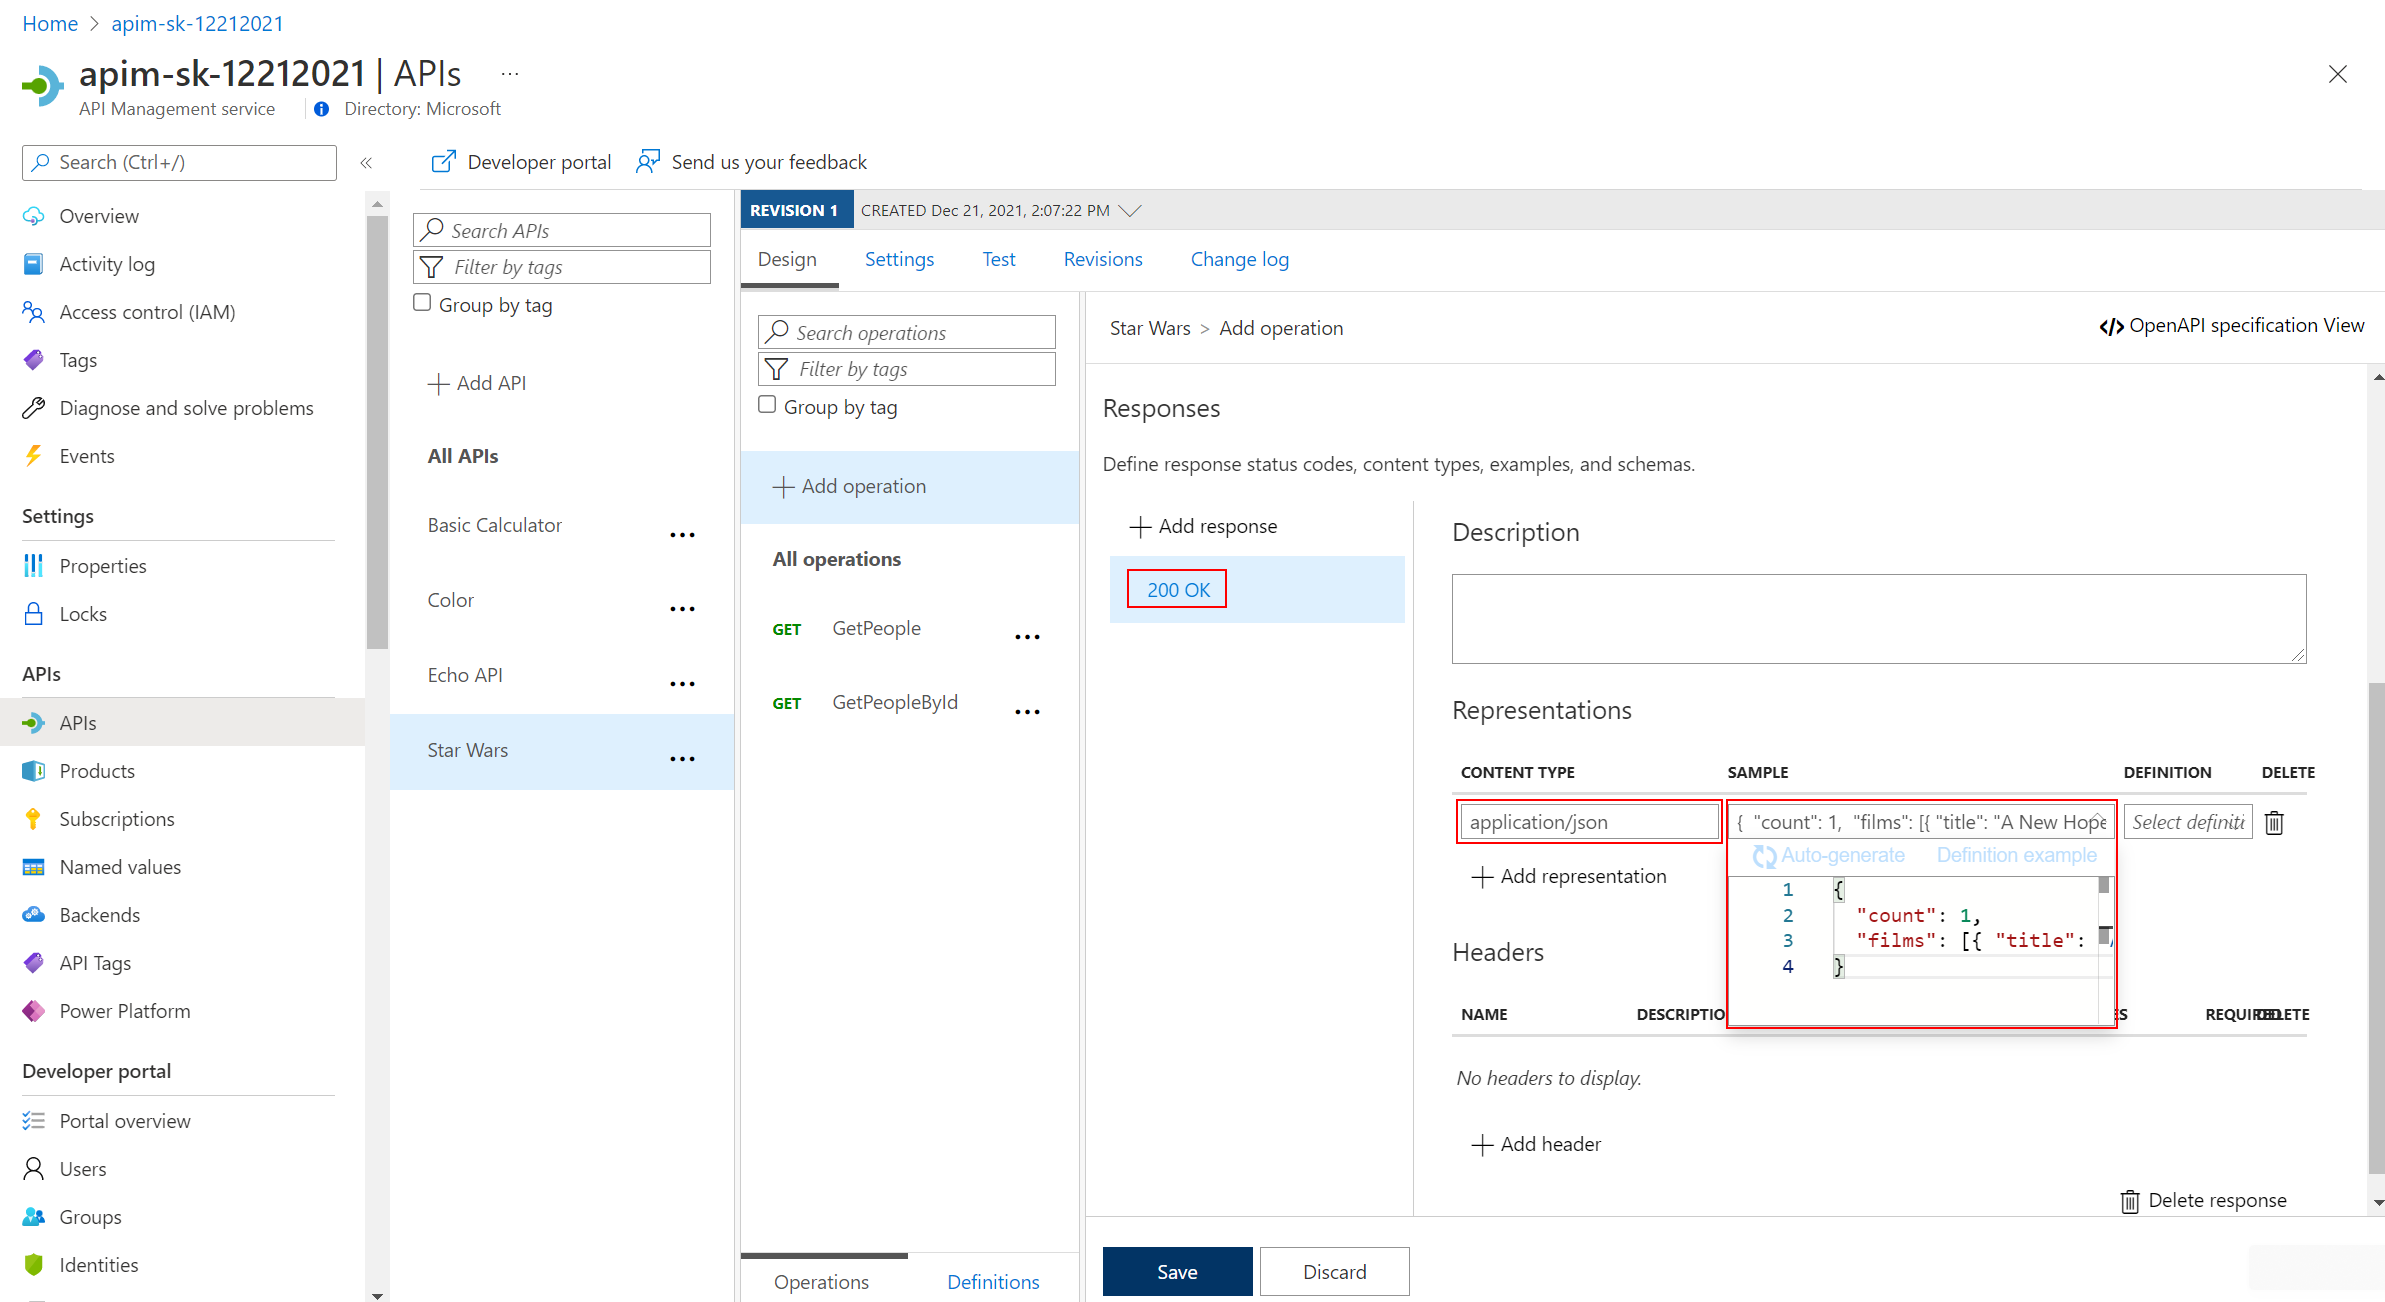 Home > apim-sk-12212021
apim-sk-12212021 | APIs ...
API Management service
Directory: Microsoft
Search (Ctrl+/)
«
Overview
Activity log
Access control (IAM)
Tags
Diagnose and solve problems
Events
Settings
Properties
Locks
APIs
APIs
Products
Subscriptions
Named values
Backends
API Tags
Power Platform
Developer portal
Portal overview
Users
Groups
Identities
Developer portal
Send us your feedback
Search APIs
Filter by tags
Group by tag
Add API
All APIs
Basic Calculator ...
Color ...
Echo API ...
Star Wars ...
REVISION 1 CREATED Dec 21, 2021, 2:07:22 PM
Design Settings Test Revisions Change log
Search operations
Filter by tags
Group by tag
Add operation
All operations
GET GetPeople ...
GET GetPeopleById ...
Operations Definitions
Star Wars > Add operation
</> OpenAPI specification View
Responses
Define response status codes, content types, examples, and schemas.
Add response
200 OK
Description
Representations
CONTENT TYPE SAMPLE DEFINITION DELETE
application/json { "count": 1, "films": [{ "title": "A New Hope Select definiti
Auto-generate Definition example
Add representation
1 {
2 "count": 1,
3 "films": [{ "title":
4 }
Headers
NAME DESCRIPTIO ES REQUIRED DELETE
No headers to display.
Add header
Delete response
Save Discard